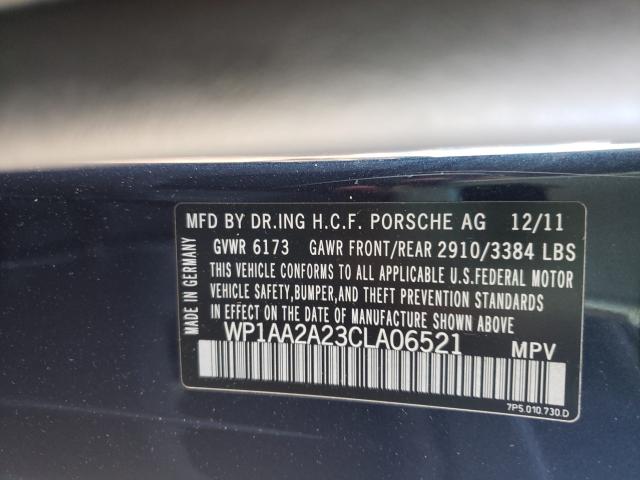 MFD BY DR.ING H.C.F. PORSCHE AG 12/11
GVWR 6173 GAWR FRONT/REAR 2910/3384 LBS
THIS VEHICLE CONFORMS TO ALL APPLICABLE U.S.FEDERAL MOTOR
VEHICLE SAFETY,BUMPER,AND THEFT PREVENTION STANDARDS
IN EFFECT ON THE DATE OF MANUFACTURE SHOWN ABOVE
WP1AA2A23CLA06521 MPV
MADE IN GERMANY
7P5.010.730.D